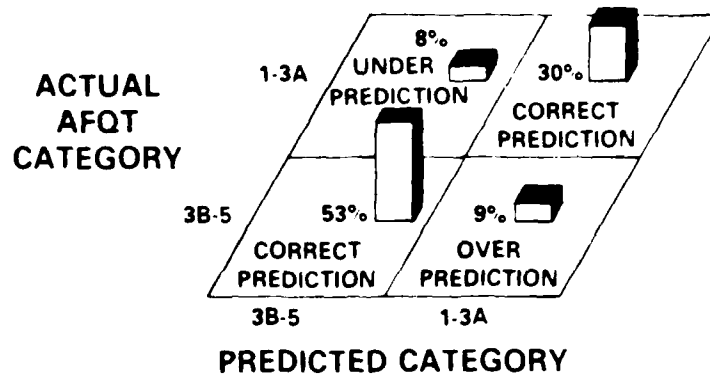 ACTUAL
AFQT
CATEGORY
1-3A
8%
UNDER
PREDICTION
30%
CORRECT
PREDICTION
3B-5
53%
CORRECT
PREDICTION
9%
OVER
PREDICTION
3B-5
1-3A
PREDICTED CATEGORY